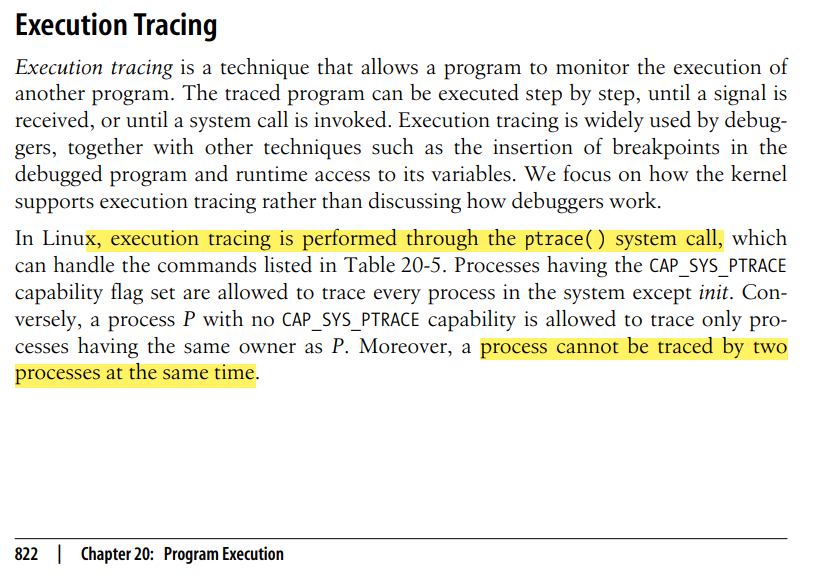 Execution Tracing
Execution tracing is a technique that allows a program to monitor the execution of
another program. The traced program can be executed step by step, until a signal is
received, or until a system call is invoked. Execution tracing is widely used by debug-
gers, together with other techniques such as the insertion of breakpoints in the
debugged program and runtime access to its variables. We focus on how the kernel
supports execution tracing rather than discussing how debuggers work.
In Linux, execution tracing is performed through the ptrace() system call, which
can handle the commands listed in Table 20-5. Processes having the CAP_SYS_PTRACE
capability flag set are allowed to trace every process in the system except init. Con-
versely, a process P with no CAP_SYS_PTRACE capability is allowed to trace only pro-
cesses having the same owner as P. Moreover, a process cannot be traced by two
processes at the same time.
822 | Chapter 20: Program Execution